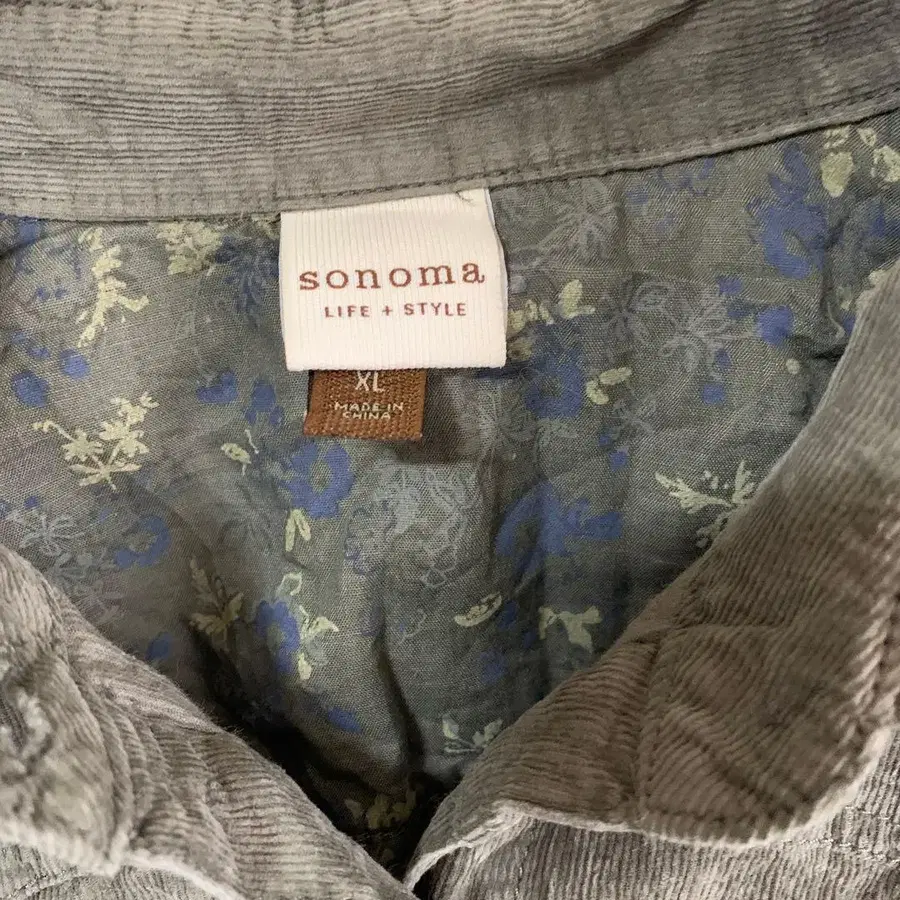 sonoma
LIFE + STYLE
XL
MADE IN
CHINA